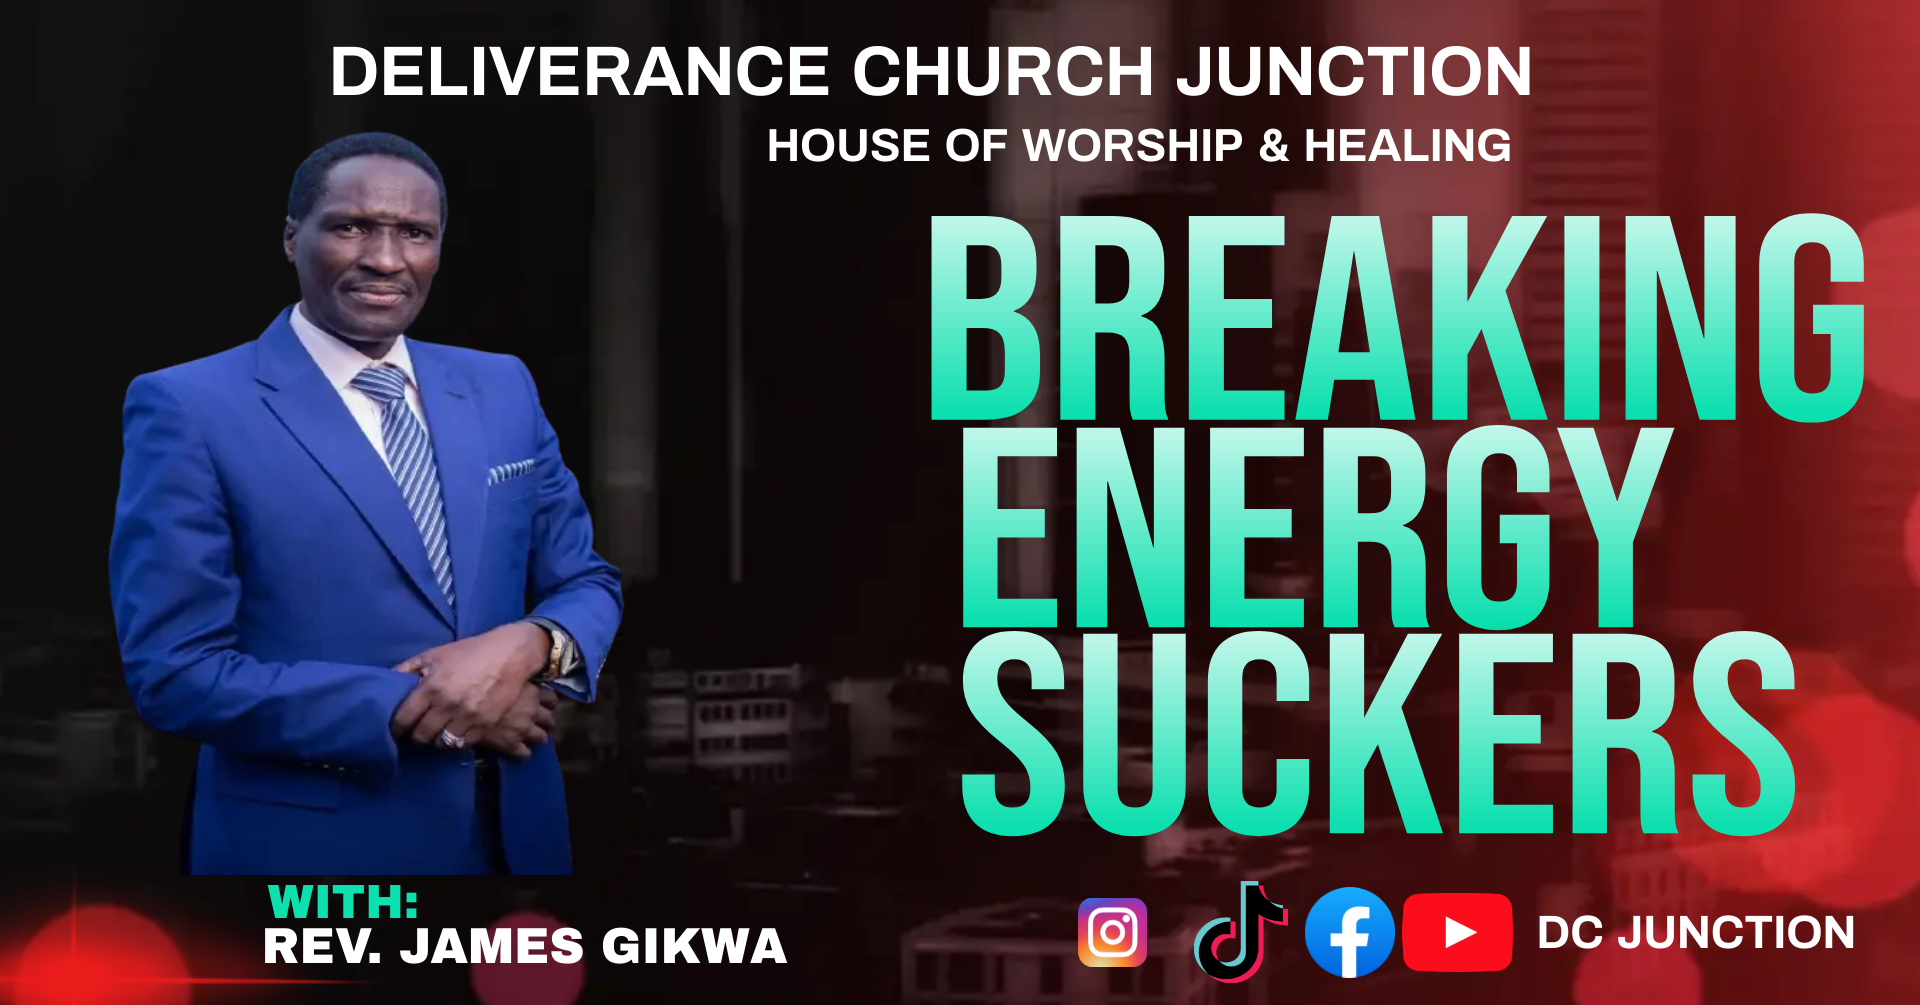 DELIVERANCE CHURCH JUNCTION
HOUSE OF WORSHIP & HEALING
BREAKING
ENERGY
SUCKERS
WITH:
REV. JAMES GIKWA
DC JUNCTION